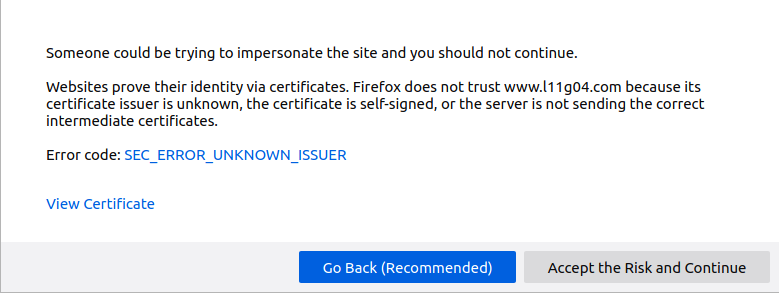 Someone could be trying to impersonate the site and you should not continue.
Websites prove their identity via certificates. Firefox does not trust www.l11g04.com because its
certificate issuer is unknown, the certificate is self-signed, or the server is not sending the correct
intermediate certificates.
Error code: SEC_ERROR_UNKNOWN_ISSUER
View Certificate
Go Back (Recommended)
Accept the Risk and Continue